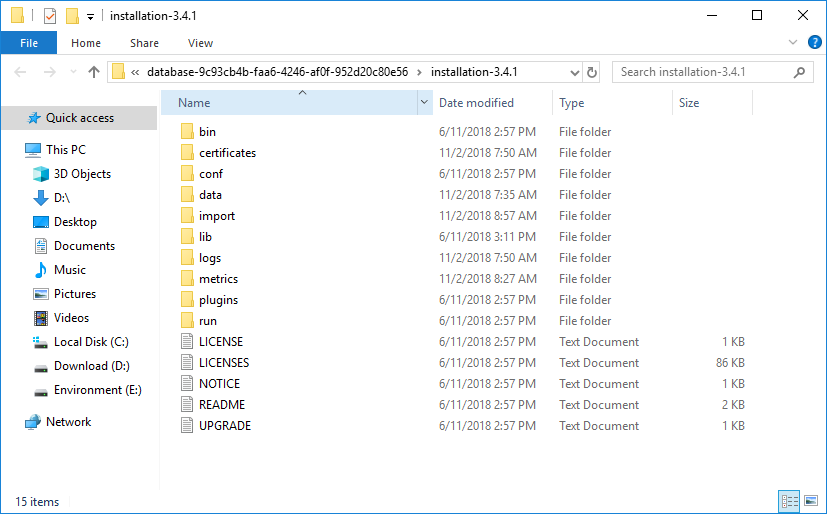 installation-3.4.1
File Home Share View
« database-9c93cb4b-faa6-4246-af0f-952d20c80e56 › installation-3.4.1 Search installation-3.4.1
Quick access
This PC
3D Objects
D:\
Desktop
Documents
Music
Pictures
Videos
Local Disk (C:)
Download (D:)
Environment (E:)
Network
Name Date modified Type Size
bin 6/11/2018 2:57 PM File folder
certificates 11/2/2018 7:50 AM File folder
conf 6/11/2018 2:57 PM File folder
data 11/2/2018 7:35 AM File folder
import 11/2/2018 8:57 AM File folder
lib 6/11/2018 3:11 PM File folder
logs 11/2/2018 7:50 AM File folder
metrics 11/2/2018 8:27 AM File folder
plugins 6/11/2018 2:57 PM File folder
run 6/11/2018 2:57 PM File folder
LICENSE 6/11/2018 2:57 PM Text Document 1 KB
LICENSES 6/11/2018 2:57 PM Text Document 86 KB
NOTICE 6/11/2018 2:57 PM Text Document 1 KB
README 6/11/2018 2:57 PM Text Document 2 KB
UPGRADE 6/11/2018 2:57 PM Text Document 1 KB
15 items